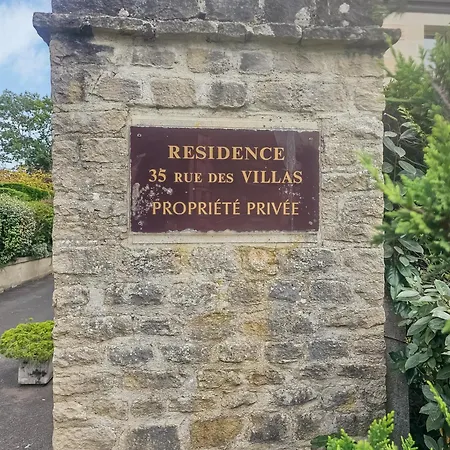 RESIDENCE
35 RUE DES VILLAS
PROPRIÉTÉ PRIVÉE